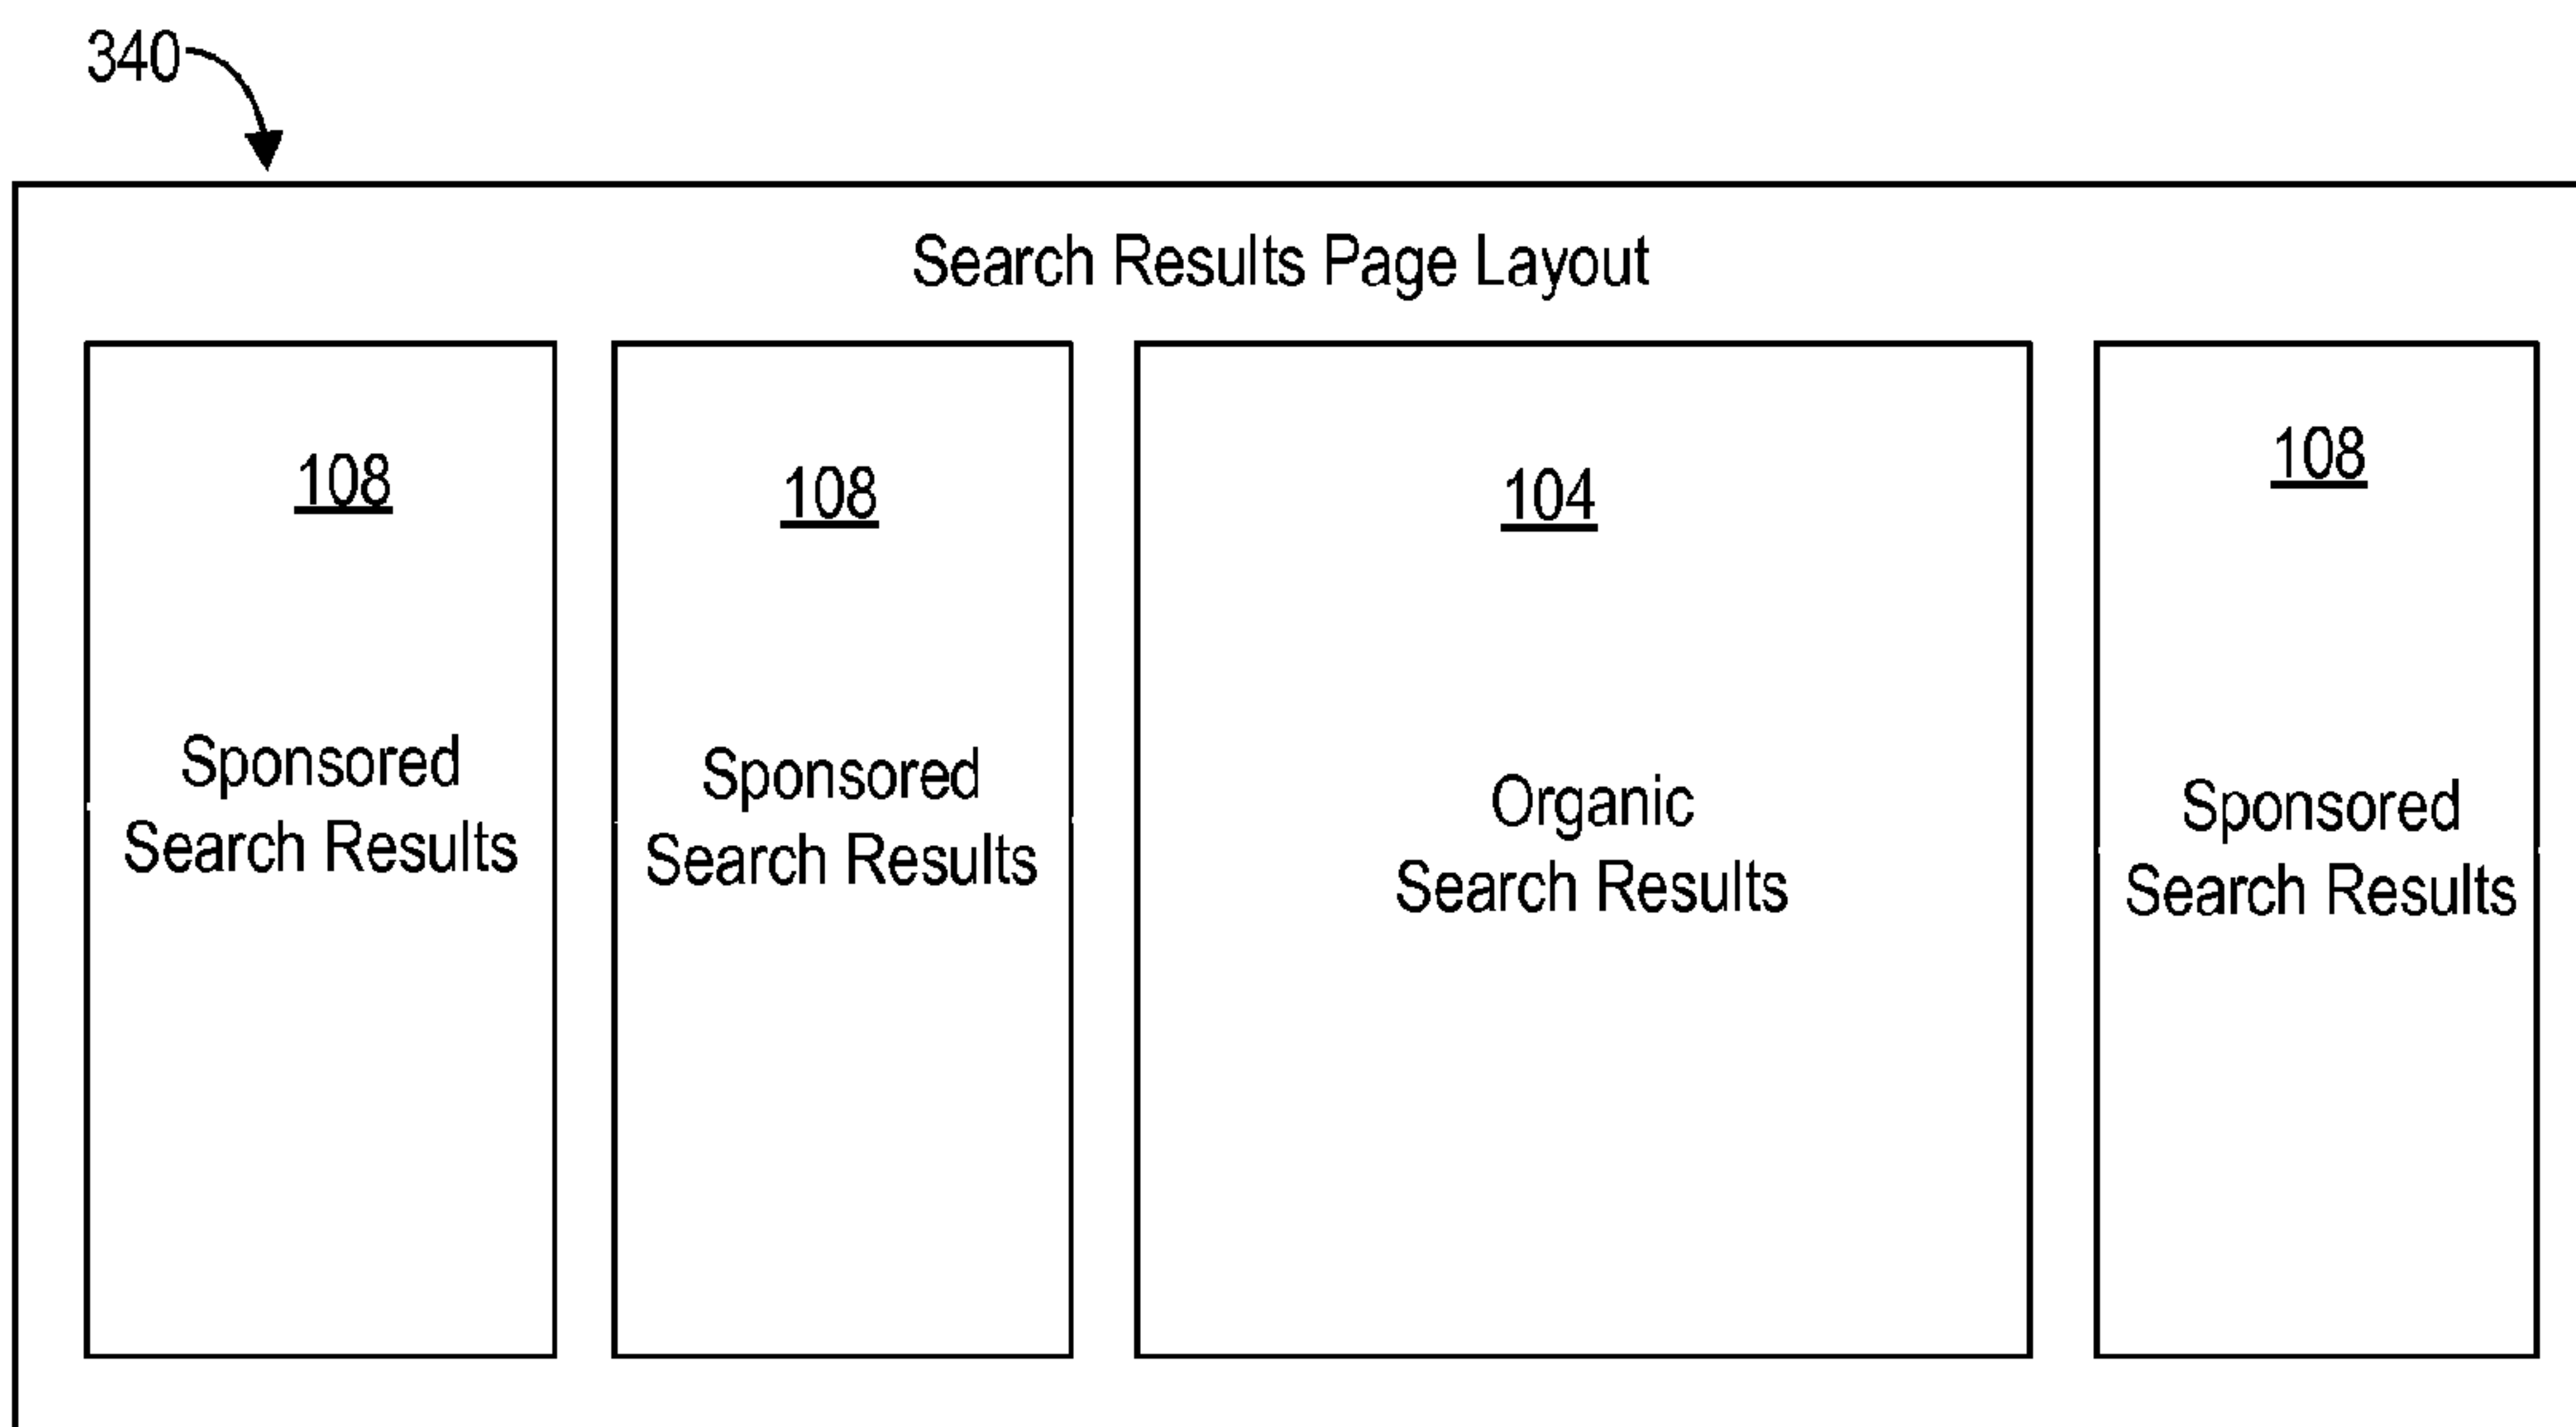 340
Search Results Page Layout
108
Sponsored
Search Results
108
Sponsored
Search Results
104
Organic
Search Results
108
Sponsored
Search Results